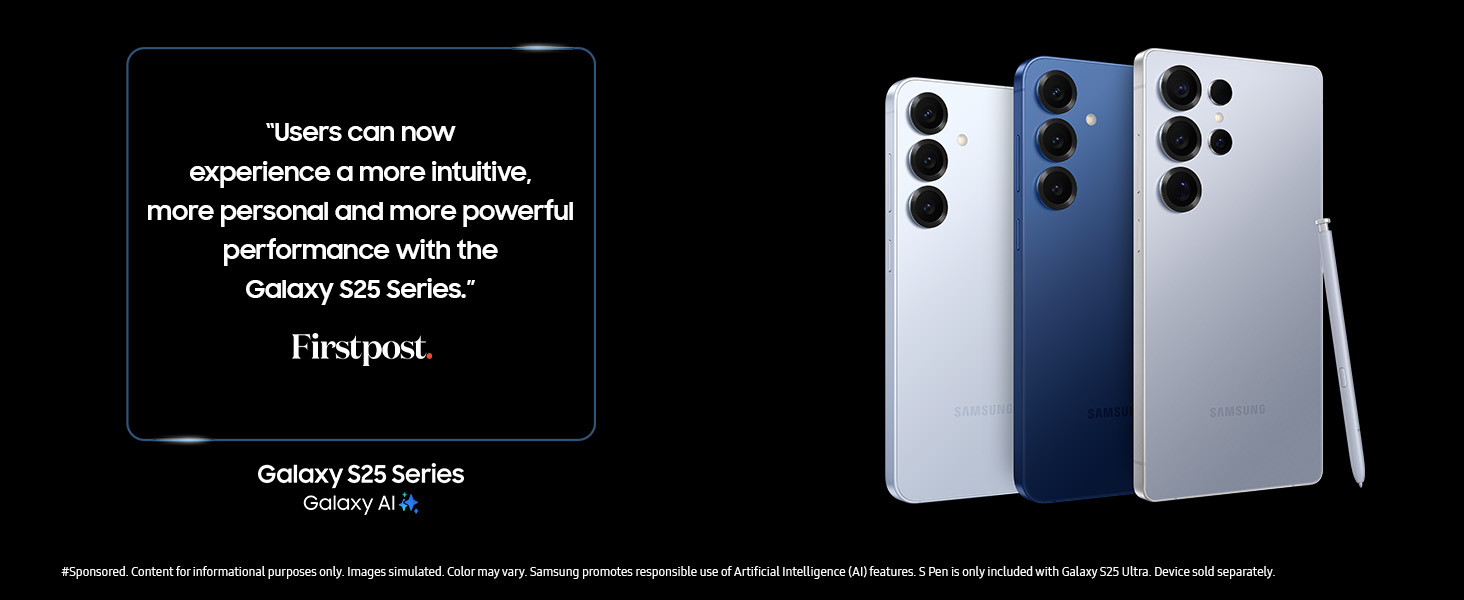 “Users can now
experience a more intuitive,
more personal and more powerful
performance with the
Galaxy S25 Series.”
Firstpost.
Galaxy S25 Series
Galaxy AI
SAMSUNG
SAMSU
SAMSUNG
#Sponsored. Content for informational purposes only. Images simulated. Color may vary. Samsung promotes responsible use of Artificial Intelligence (AI) features. S Pen is only included with Galaxy S25 Ultra. Device sold separately.